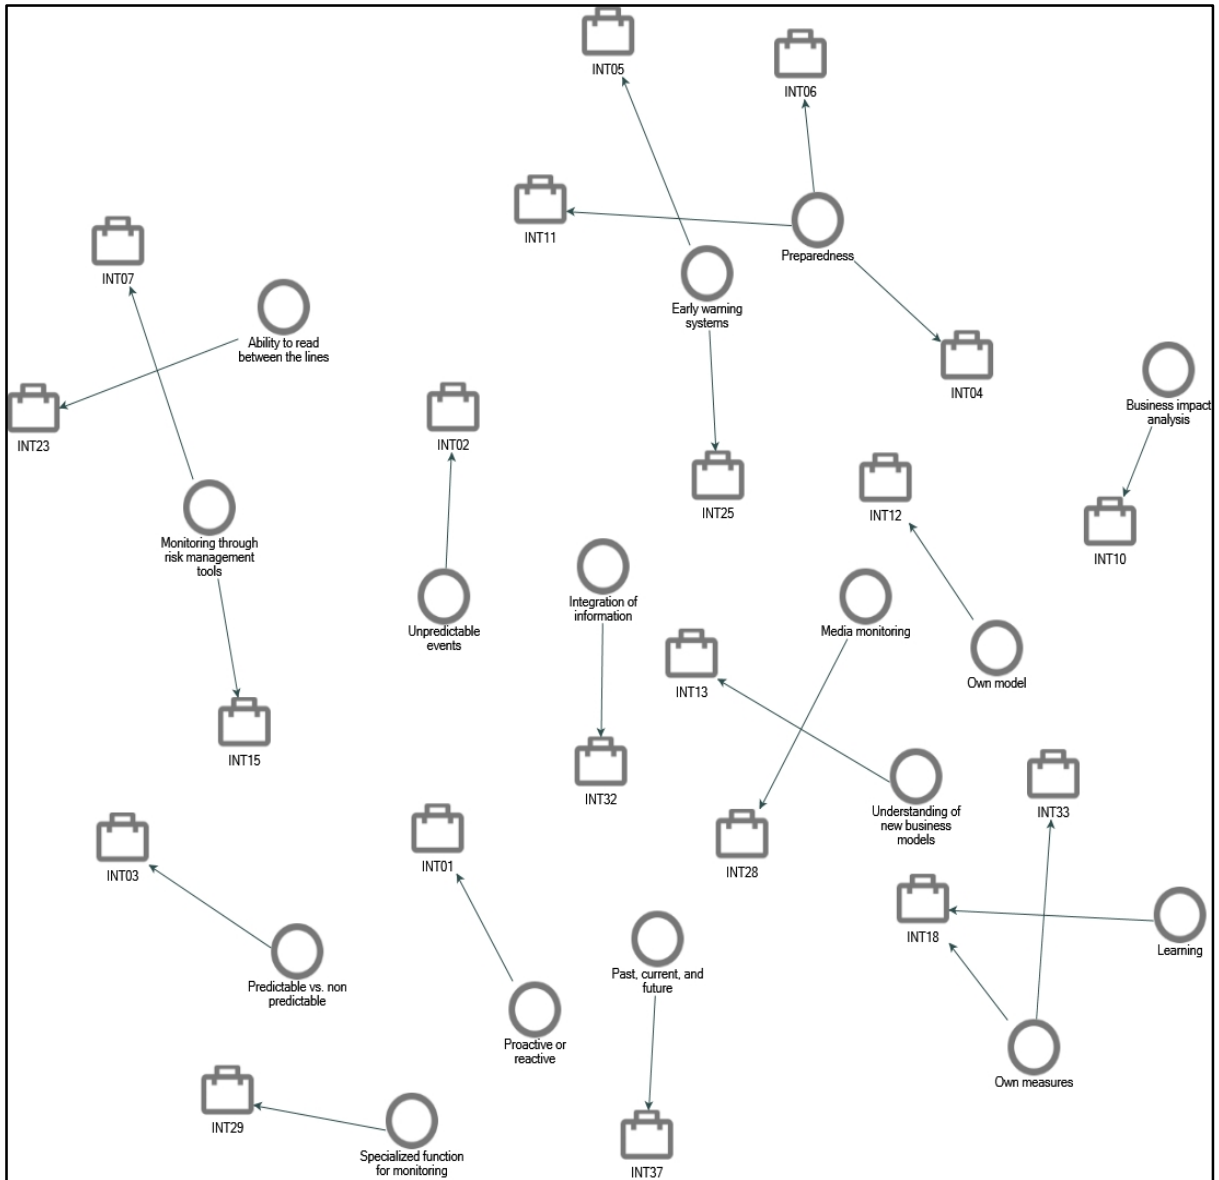 INT05
INT06
INT11
Preparedness
INT07
Early warning
systems
Ability to read
between the lines
INT04
Business impact
analysis
INT23
INT02
INT25
INT12
INT10
Monitoring through
risk management
tools
Integration of
information
Unpredictable
events
Media monitoring
INT13
Own model
INT15
INT32
Understanding of
new business
models
INT33
INT03
INT01
INT28
INT18
Learning
Past, current, and
future
Predictable vs. non
predictable
Proactive or
reactive
Own measures
INT29
Specialized function
for monitoring
INT37